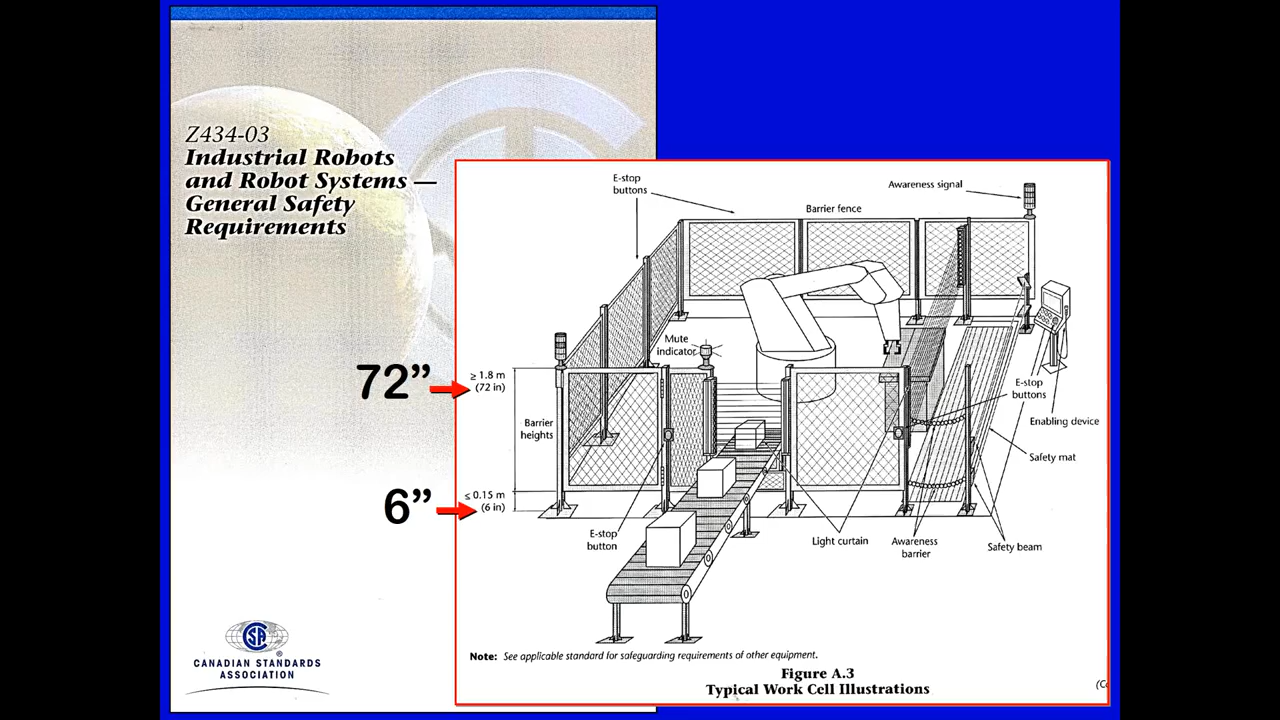 Z434-03
Industrial Robots
and Robot Systems —
General Safety
Requirements
E-stop
buttons
Awareness signal
Barrier fence
Mute
indicator
72”
≥ 1.8 m
(72 in)
E-stop
buttons
Barrier
heights
Enabling device
Safety mat
6”
≤ 0.15 m
(6 in)
E-stop
button
Light curtain
Awareness
barrier
Safety beam
CSA
®
CANADIAN STANDARDS
ASSOCIATION
Note: See applicable standard for safeguarding requirements of other equipment.
Figure A.3
Typical Work Cell Illustrations